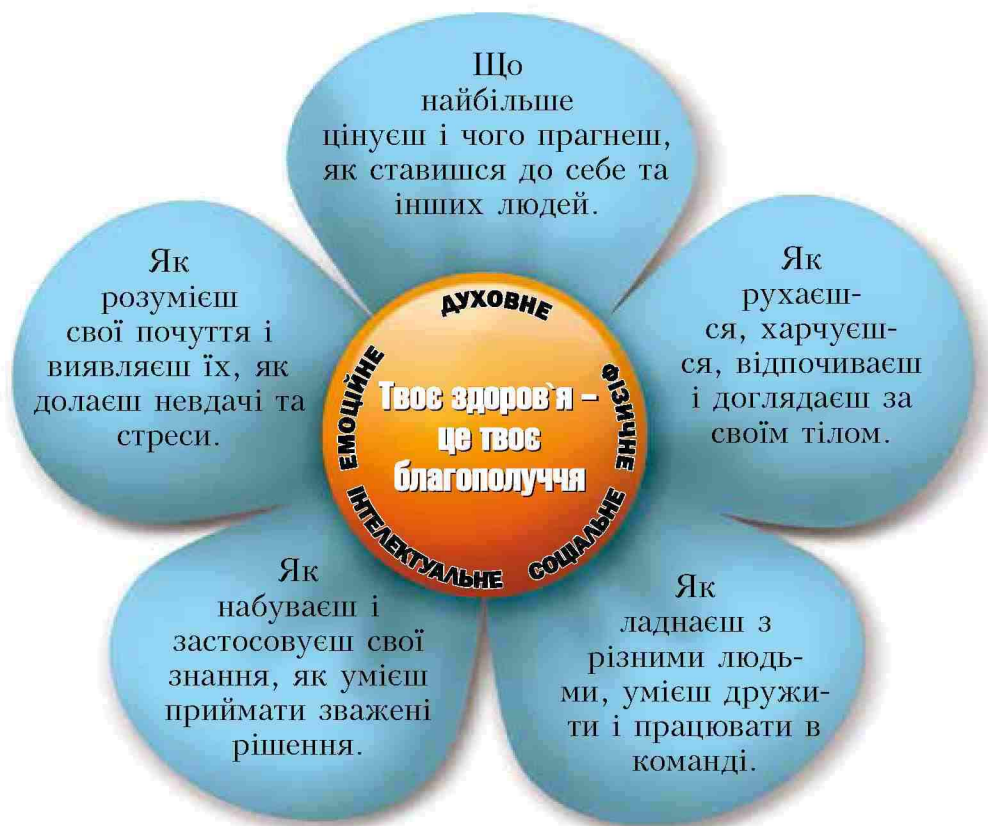 Що
найбільше
цінуєш і чого прагнеш,
як ставишся до себе та
інших людей.
Як
розумієш
свої почуття і
виявляєш їх, як
долаєш невдачі та
стреси.
Як
рухаєш-
ся, харчуєш-
ся, відпочиваєш
і доглядаєш за
своїм тілом.
ДУХОВНЕ
ЕМОЦІЙНЕ
ФІЗИЧНЕ
Твоє здоров`я –
це твоє
благополуччя
ІНТЕЛЕКТУАЛЬНЕ
СОЦІАЛЬНЕ
Як
набуваєш і
застосовуєш свої
знання, як умієш
приймати зважені
рішення.
Як
ладнаєш з
різними людь-
ми, умієш дружи-
ти і працювати в
команді.